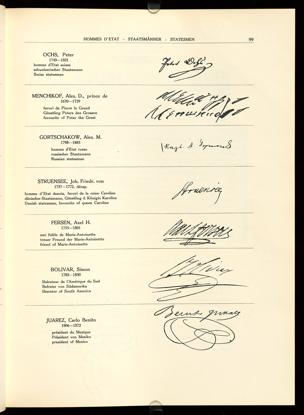 HOMMES D'ETAT - STAATSMÄNNER - STATESMEN 99
OCHS, Peter
1749—1821
homme d'Etat suisse
schweizerischer Staatsmann
Swiss statesman
MENCHIKOF, Alex. D., prince de
1670—1729
favori de Pierre le Grand
Günstling Peters des Grossen
favourite of Peter the Great
GORTSCHAKOW, Alex. M.
1798—1883
homme d'Etat russe
russischer Staatsmann
Russian statesman
STRUENSEE, Joh. Friedr. von
1737—1772, décap.
homme d'Etat danois, favori de la reine Caroline
dänischer Staatsmann, Günstling d. Königin Karoline
Danish statesman, favourite of queen Caroline
FERSEN, Axel H.
1755—1810
ami fidèle de Marie-Antoinette
treuer Freund der Marie-Antoinette
friend of Marie-Antoinette
BOLIVAR, Simon
1783—1830
libérateur de l'Amérique du Sud
Befreier von Südamerika
liberator of South America
JUAREZ, Carlo Benito
1806—1872
président du Mexique
Präsident von Mexiko
president of Mexico